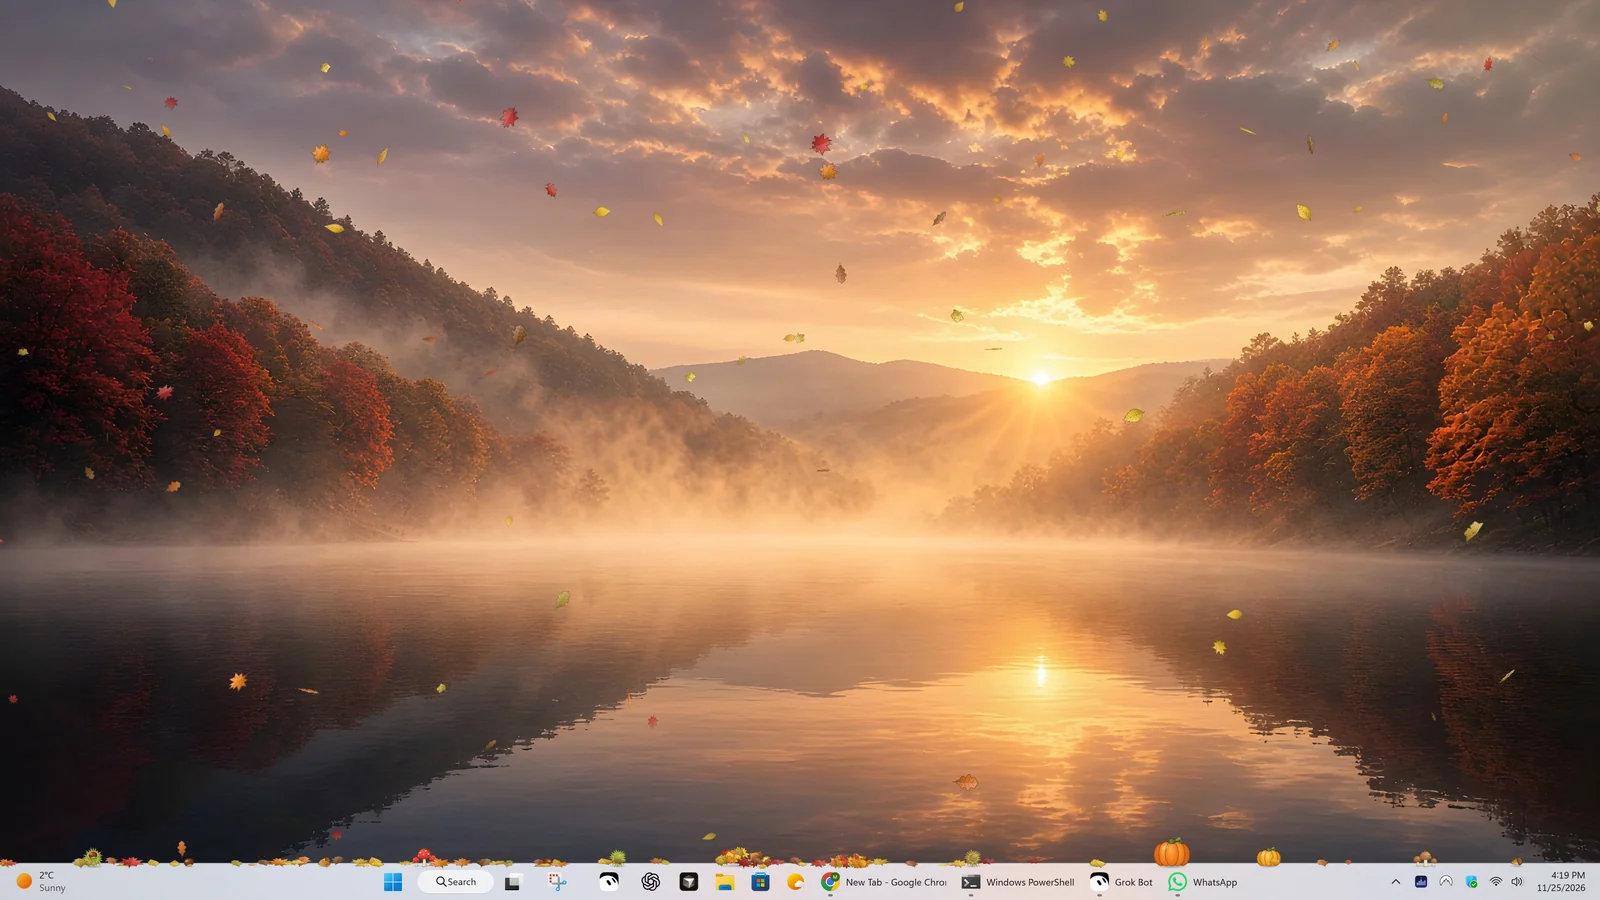 2°C
Sunny
Search
New Tab - Google Chro
Windows PowerShell
Grok Bot
WhatsApp
4:19 PM
11/25/2026